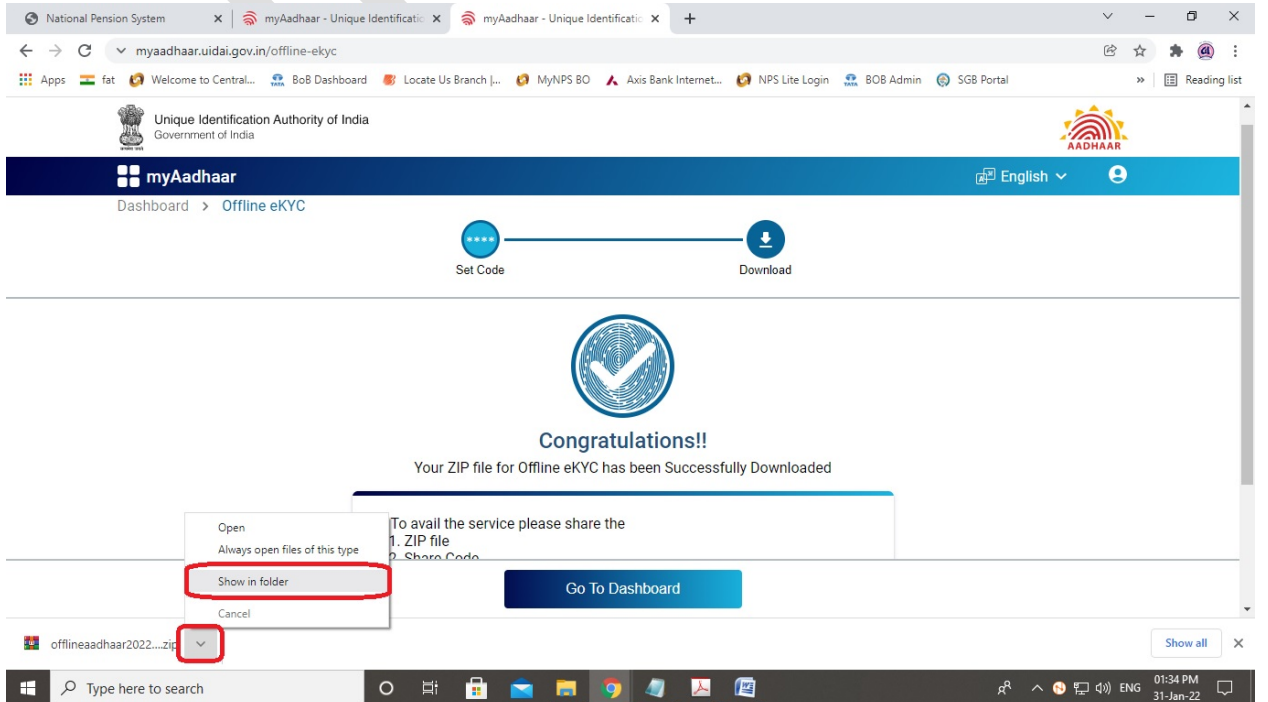 National Pension System
myAadhaar - Unique Identificatic
myAadhaar - Unique Identificatic
myaadhaar.uidai.gov.in/offline-ekyc
Apps
fat
Welcome to Central...
BoB Dashboard
Locate Us Branch |...
MyNPS BO
Axis Bank Internet...
NPS Lite Login
BOB Admin
SGB Portal
»
Reading list
Unique Identification Authority of India
Government of India
AADHAAR
myAadhaar
English
Dashboard > Offline eKYC
****
Set Code
Download
Congratulations!!
Your ZIP file for Offline eKYC has been Successfully Downloaded
To avail the service please share the
1. ZIP file
2. Share Code
Open
Always open files of this type
Show in folder
Cancel
Go To Dashboard
offlineaadhaar2022....zip
Show all
Type here to search
ENG
01:34 PM
31-Jan-22